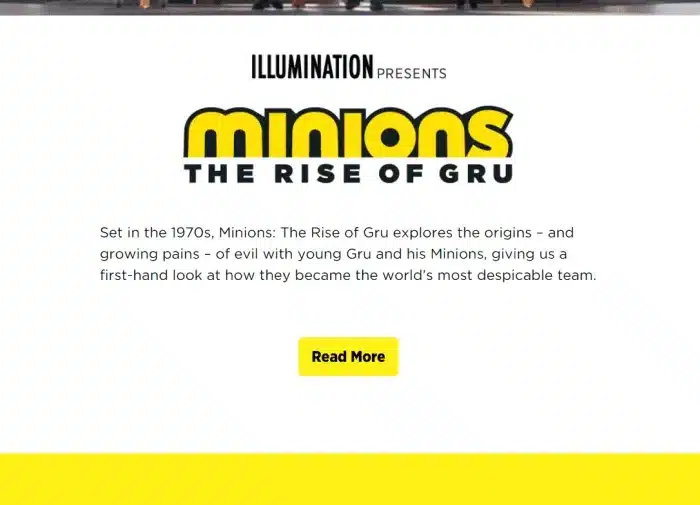 ILLUMINATION PRESENTS
minions
THE RISE OF GRU
Set in the 1970s, Minions: The Rise of Gru explores the origins – and
growing pains – of evil with young Gru and his Minions, giving us a
first-hand look at how they became the world's most despicable team.
Read More